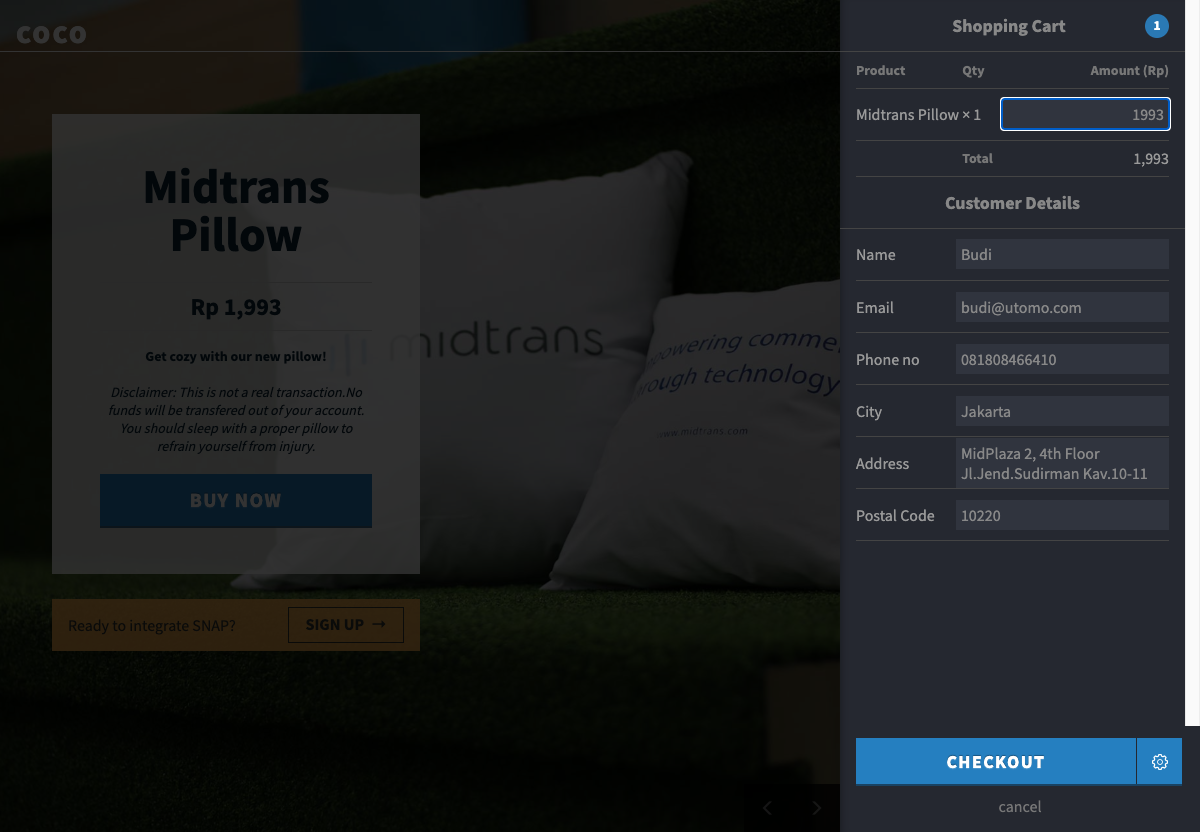 COCO
Midtrans
Pillow
Rp 1,993
Get cozy with our new pillow!
Disclaimer: This is not a real transaction.No
funds will be transfered out of your account.
You should sleep with a proper pillow to
refrain yourself from injury.
BUY NOW
Ready to integrate SNAP?
SIGN UP →
midtrans
empowering comme
through technology
www.midtrans.com
Shopping Cart 1
Product Qty Amount (Rp)
Midtrans Pillow × 1 1993
Total 1,993
Customer Details
Name Budi
Email budi@utomo.com
Phone no 081808466410
City Jakarta
Address MidPlaza 2, 4th Floor
Jl.Jend.Sudirman Kav.10-11
Postal Code 10220
CHECKOUT
cancel